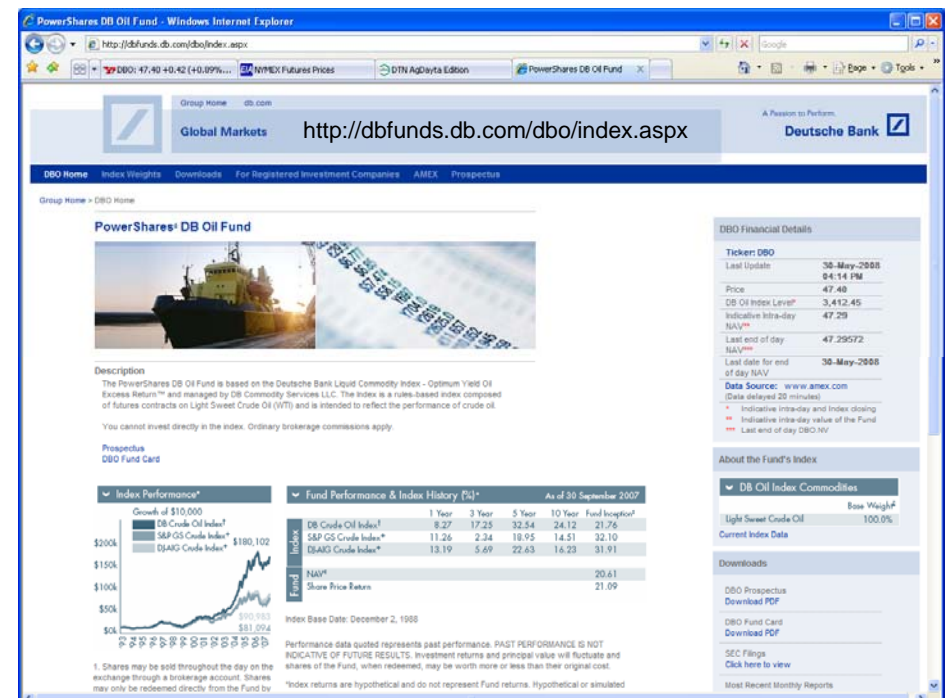 PowerShares DB Oil Fund - Windows Internet Explorer
http://dbfunds.db.com/dbo/index.aspx
Google
DBO: 47.40 +0.42 (+0.89%...
NYMEX Futures Prices
DTN AgDayta Edition
PowerShares DB Oil Fund
Page
Tools
Group Home db.com
Global Markets
http://dbfunds.db.com/dbo/index.aspx
A Passion to Perform.
Deutsche Bank
DBO Home Index Weights Downloads For Registered Investment Companies AMEX Prospectus
Group Home > DBO Home
PowerShares DB Oil Fund
Description
The PowerShares DB Oil Fund is based on the Deutsche Bank Liquid Commodity Index - Optimum Yield Oil
Excess Return™ and managed by DB Commodity Services LLC. The Index is a rules-based index composed
of futures contracts on Light Sweet Crude Oil (WTI) and is intended to reflect the performance of crude oil.
You cannot invest directly in the index. Ordinary brokerage commissions apply.
Prospectus
DBO Fund Card
Index Performance*
Growth of $10,000
DB Crude Oil Index†
S&P GS Crude Index+
DJ-AIG Crude Index+
$200k
$150k
$100k
$50k
$0k
$180,102
$90,983
$81,094
'93 '94 '95 '96 '97 '98 '99 '00 '01 '02 '03 '04 '05 '06 '07
1. Shares may be sold throughout the day on the
exchange through a brokerage account. Shares
may only be redeemed directly from the Fund by
Fund Performance & Index History (%)* As of 30 September 2007
1 Year 3 Year 5 Year 10 Year Fund Inception
Index
DB Crude Oil Index† 8.27 17.25 32.54 24.12 21.76
S&P GS Crude Index+ 11.26 2.34 18.95 14.51 32.10
DJ-AIG Crude Index+ 13.19 5.69 22.63 16.23 31.91
Fund
NAV 20.61
Share Price Return 21.09
Index Base Date: December 2, 1988
Performance data quoted represents past performance. PAST PERFORMANCE IS NOT
INDICATIVE OF FUTURE RESULTS. Investment returns and principal value will fluctuate and
shares of the Fund, when redeemed, may be worth more or less than their original cost.
*Index returns are hypothetical and do not represent Fund returns. Hypothetical or simulated
DBO Financial Details
Ticker: DBO
Last Update 30-May-2008
04:14 PM
Price 47.40
DB Oil Index Level* 3,412.45
Indicative Intra-day 47.29
NAV**
Last end of day 47.29572
NAV***
Last date for end 30-May-2008
of day NAV
Data Source: www.amex.com
(Data delayed 20 minutes)
* Indicative intra-day and Index closing
** Indicative intra-day value of the Fund
*** Last end of day DBO.NV
About the Fund's Index
DB Oil Index Commodities
Base Weight
Light Sweet Crude Oil 100.0%
Current Index Data
Downloads
DBO Prospectus
Download PDF
DBO Fund Card
Download PDF
SEC Filings
Click here to view
Most Recent Monthly Reports